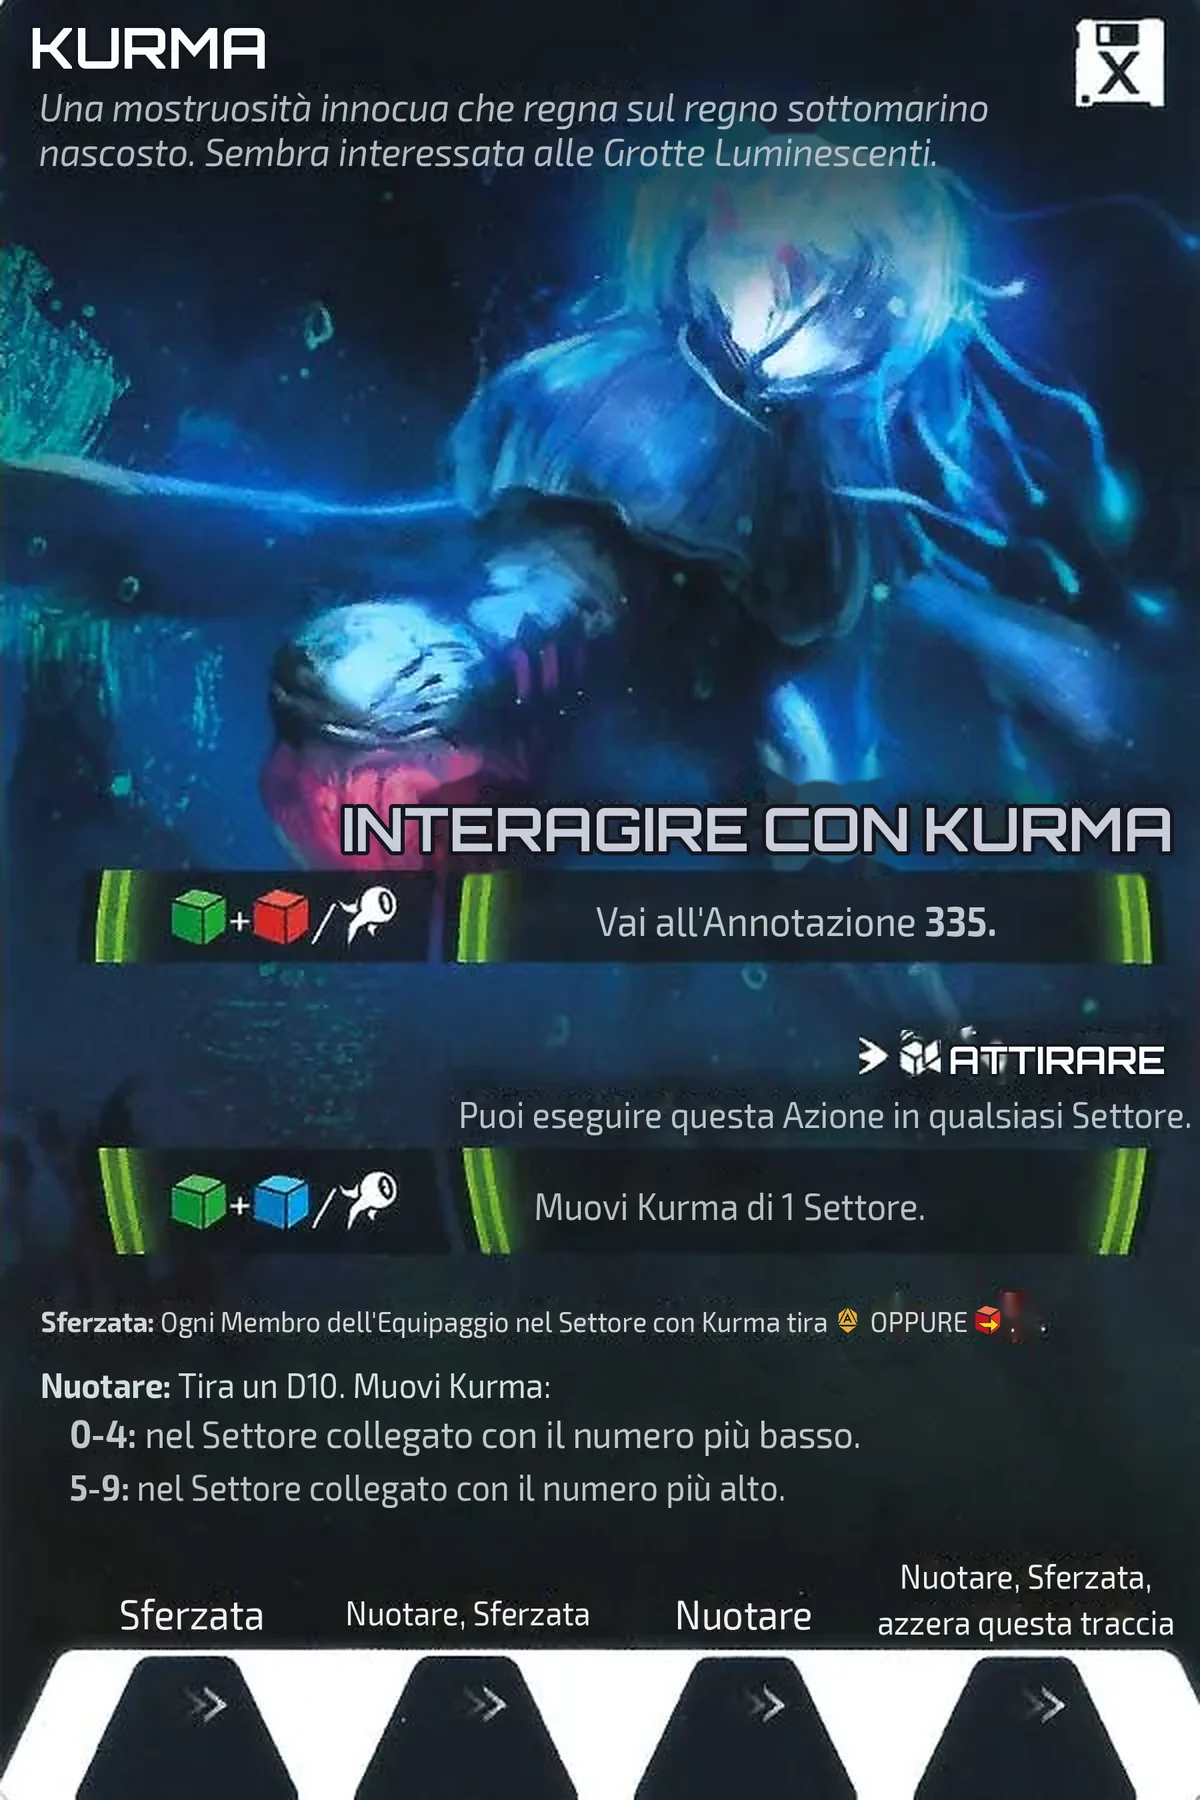 KURMA
X
Una mostruosità innocua che regna sul regno sottomarino
nascosto. Sembra interessata alle Grotte Luminescenti.
INTERAGIRE CON KURMA
+ / 0 Vai all'Annotazione 335.
ATTIRARE
Puoi eseguire questa Azione in qualsiasi Settore.
+ / 0 Muovi Kurma di 1 Settore.
Sferzata: Ogni Membro dell'Equipaggio nel Settore con Kurma tira A OPPURE .
Nuotare: Tira un D10. Muovi Kurma:
0-4: nel Settore collegato con il numero più basso.
5-9: nel Settore collegato con il numero più alto.
Sferzata
Nuotare, Sferzata
Nuotare
Nuotare, Sferzata,
azzera questa traccia